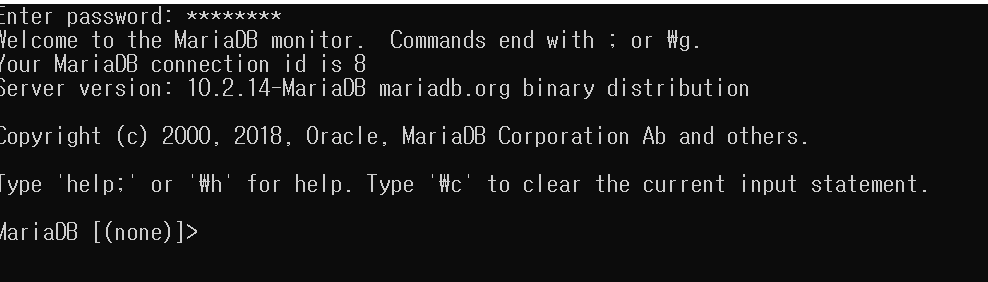 Enter password: ********
Welcome to the MariaDB monitor.  Commands end with ; or ₩g.
Your MariaDB connection id is 8
Server version: 10.2.14-MariaDB mariadb.org binary distribution
Copyright (c) 2000, 2018, Oracle, MariaDB Corporation Ab and others.
Type 'help;' or '₩h' for help. Type '₩c' to clear the current input statement.
MariaDB [(none)]>